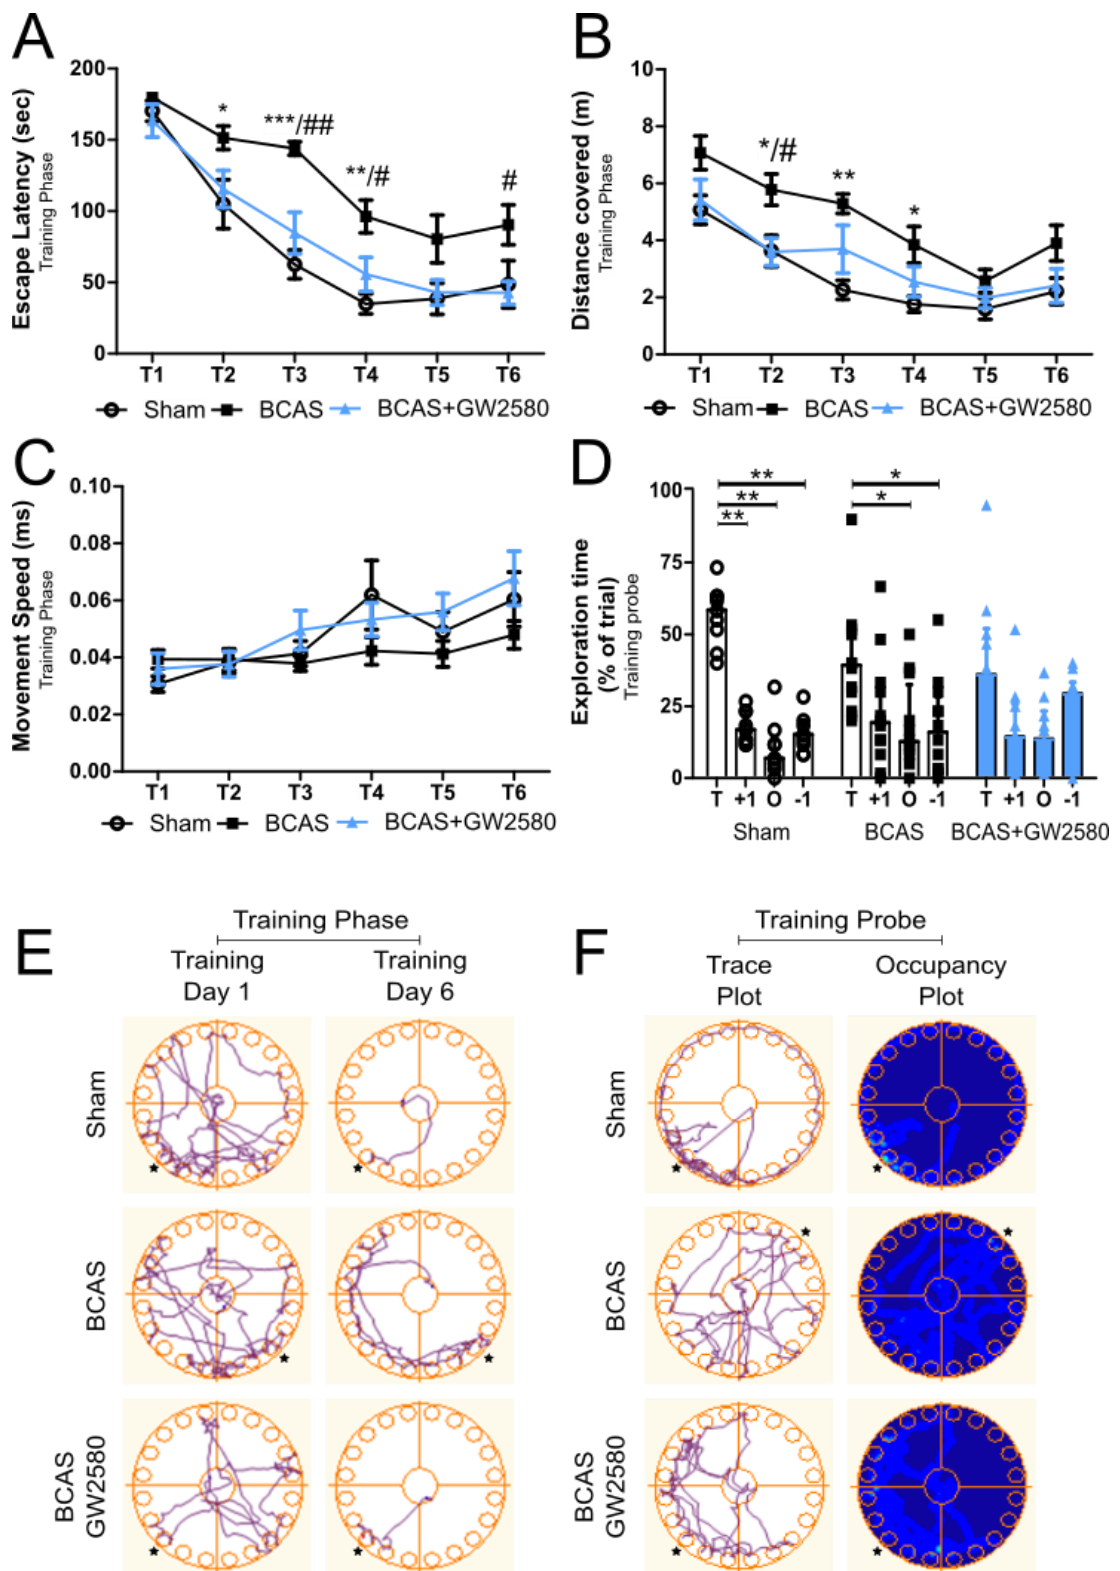 A
Escape Latency (sec)
Training Phase
200
150
100
50
0
*
***/##
**/#
#
T1 T2 T3 T4 T5 T6
Sham BCAS BCAS+GW2580
B
Distance covered (m)
Training Phase
10
8
6
4
2
0
*/#
**
*
T1 T2 T3 T4 T5 T6
Sham BCAS BCAS+GW2580
C
Movement Speed (ms)
Training Phase
0.10
0.08
0.06
0.04
0.02
0.00
T1 T2 T3 T4 T5 T6
Sham BCAS BCAS+GW2580
D
Exploration time
(% of trial)
Training probe
100
75
50
25
0
**
**
**
*
*
T +1 O -1 T +1 O -1 T +1 O -1
Sham BCAS BCAS+GW2580
E
Training Phase
Training
Day 1
Training
Day 6
Sham
BCAS
BCAS
GW2580
F
Training Probe
Trace
Plot
Occupancy
Plot
Sham
BCAS
BCAS
GW2580